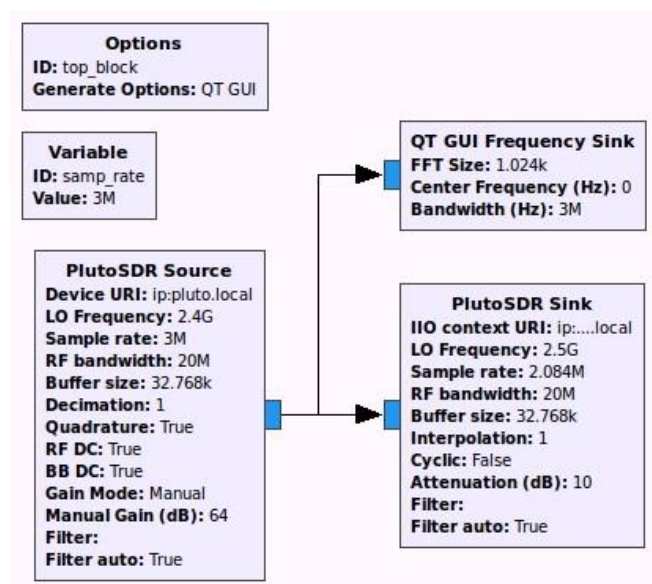 Options
ID: top_block
Generate Options: QT GUI
Variable
ID: samp_rate
Value: 3M
PlutoSDR Source
Device URI: ip:pluto.local
LO Frequency: 2.4G
Sample rate: 3M
RF bandwidth: 20M
Buffer size: 32.768k
Decimation: 1
Quadrature: True
RF DC: True
BB DC: True
Gain Mode: Manual
Manual Gain (dB): 64
Filter:
Filter auto: True
QT GUI Frequency Sink
FFT Size: 1.024k
Center Frequency (Hz): 0
Bandwidth (Hz): 3M
PlutoSDR Sink
IIO context URI: ip:....local
LO Frequency: 2.5G
Sample rate: 2.084M
RF bandwidth: 20M
Buffer size: 32.768k
Interpolation: 1
Cyclic: False
Attenuation (dB): 10
Filter:
Filter auto: True